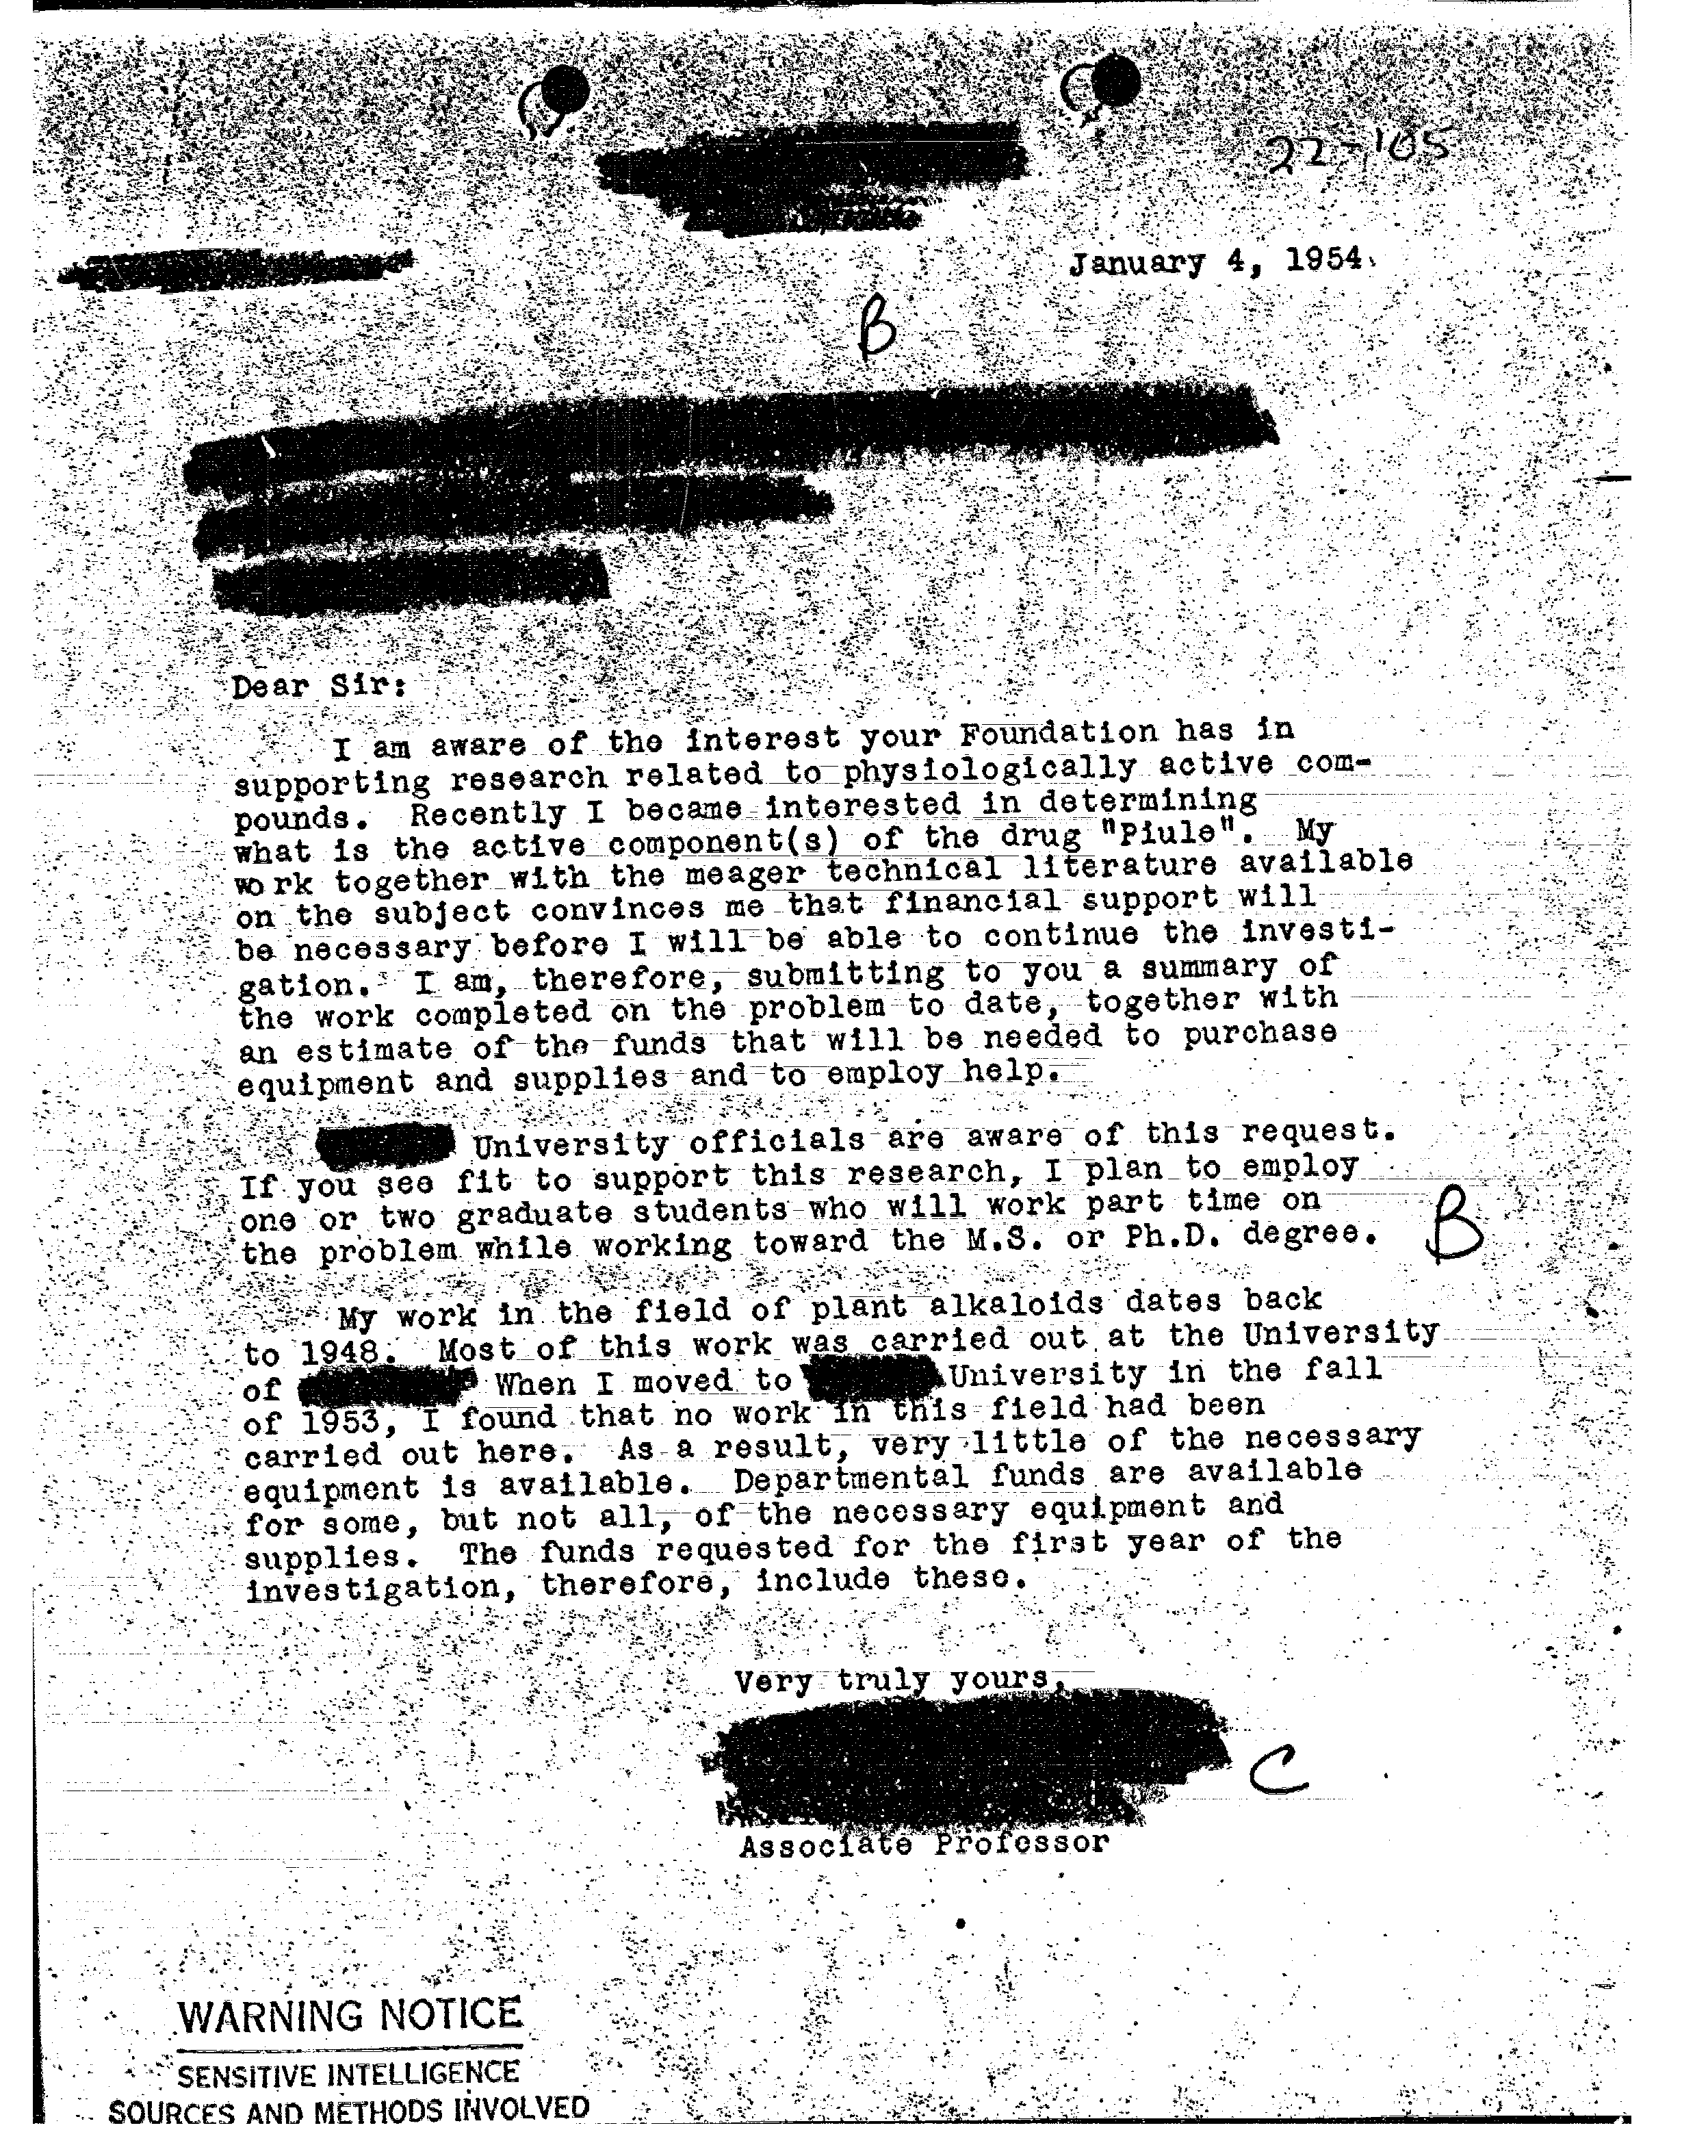 22-105
January 4, 1954.
B
Dear Sir:
I am aware of the interest your Foundation has in
supporting research related to physiologically active com-
pounds. Recently I became interested in determining
what is the active component(s) of the drug "Piule". My
work together with the meager technical literature available
on the subject convinces me that financial support will
be necessary before I will be able to continue the investi-
gation. I am, therefore, submitting to you a summary of
the work completed on the problem to date, together with
an estimate of the funds that will be needed to purchase
equipment and supplies and to employ help.
University officials are aware of this request.
If you see fit to support this research, I plan to employ
one or two graduate students who will work part time on
the problem while working toward the M.S. or Ph.D. degree.
B
My work in the field of plant alkaloids dates back
to 1948. Most of this work was carried out at the University
of When I moved to University in the fall
of 1953, I found that no work in this field had been
carried out here. As a result, very little of the necessary
equipment is available. Departmental funds are available
for some, but not all, of the necessary equipment and
supplies. The funds requested for the first year of the
investigation, therefore, include these.
Very truly yours,
C
Associate Professor
WARNING NOTICE
SENSITIVE INTELLIGENCE
SOURCES AND METHODS INVOLVED